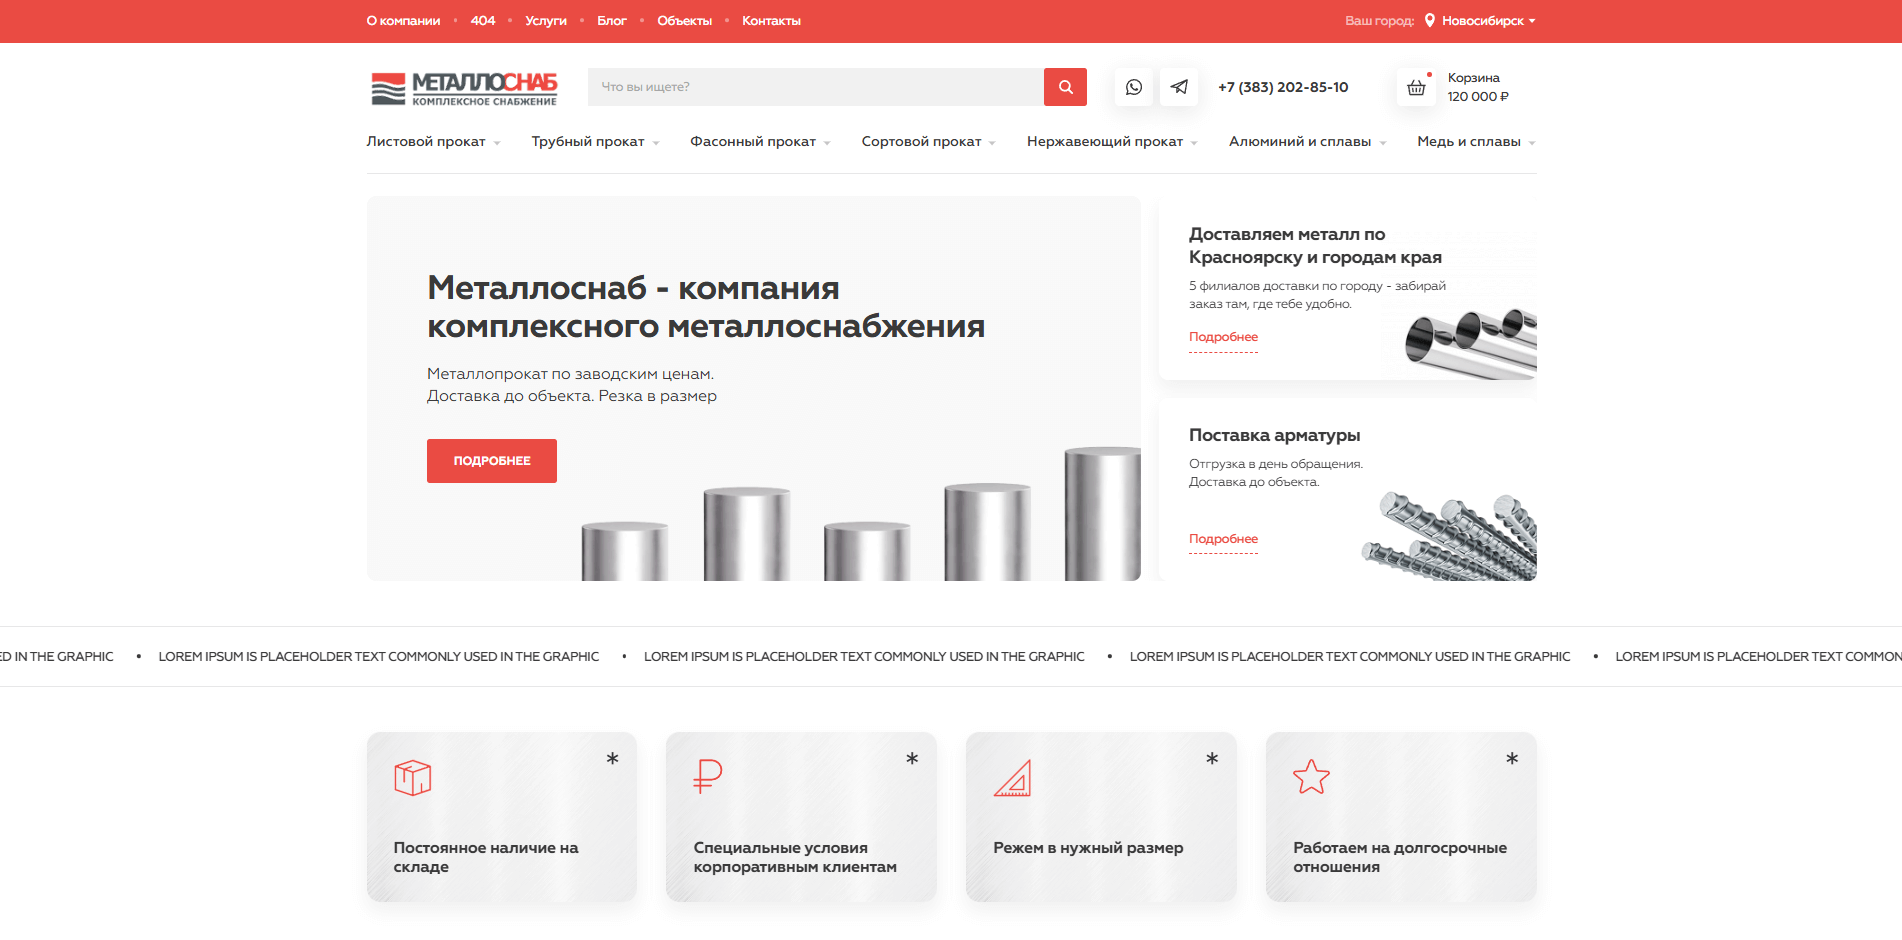 О компании • 404 • Услуги • Блог • Объекты • Контакты
Ваш город: Новосибирск
МЕТАЛЛОСНАБ
КОМПЛЕКСНОЕ СНАБЖЕНИЕ
Что вы ищете?
+7 (383) 202-85-10
Корзина
120 000 ₽
Листовой прокат Трубный прокат Фасонный прокат Сортовой прокат Нержавеющий прокат Алюминий и сплавы Медь и сплавы
Металлоснаб - компания
комплексного металлоснабжения
Металлопрокат по заводским ценам.
Доставка до объекта. Резка в размер
ПОДРОБНЕЕ
Доставляем металл по
Красноярску и городам края
5 филиалов доставки по городу - забирай
заказ там, где тебе удобно.
Подробнее
Поставка арматуры
Отгрузка в день обращения.
Доставка до объекта.
Подробнее
ED IN THE GRAPHIC • LOREM IPSUM IS PLACEHOLDER TEXT COMMONLY USED IN THE GRAPHIC • LOREM IPSUM IS PLACEHOLDER TEXT COMMONLY USED IN THE GRAPHIC • LOREM IPSUM IS PLACEHOLDER TEXT COMMONLY USED IN THE GRAPHIC • LOREM IPSUM IS PLACEHOLDER TEXT COMMON
*
Постоянное наличие на
складе
*
Специальные условия
корпоративным клиентам
*
Режем в нужный размер
*
Работаем на долгосрочные
отношения